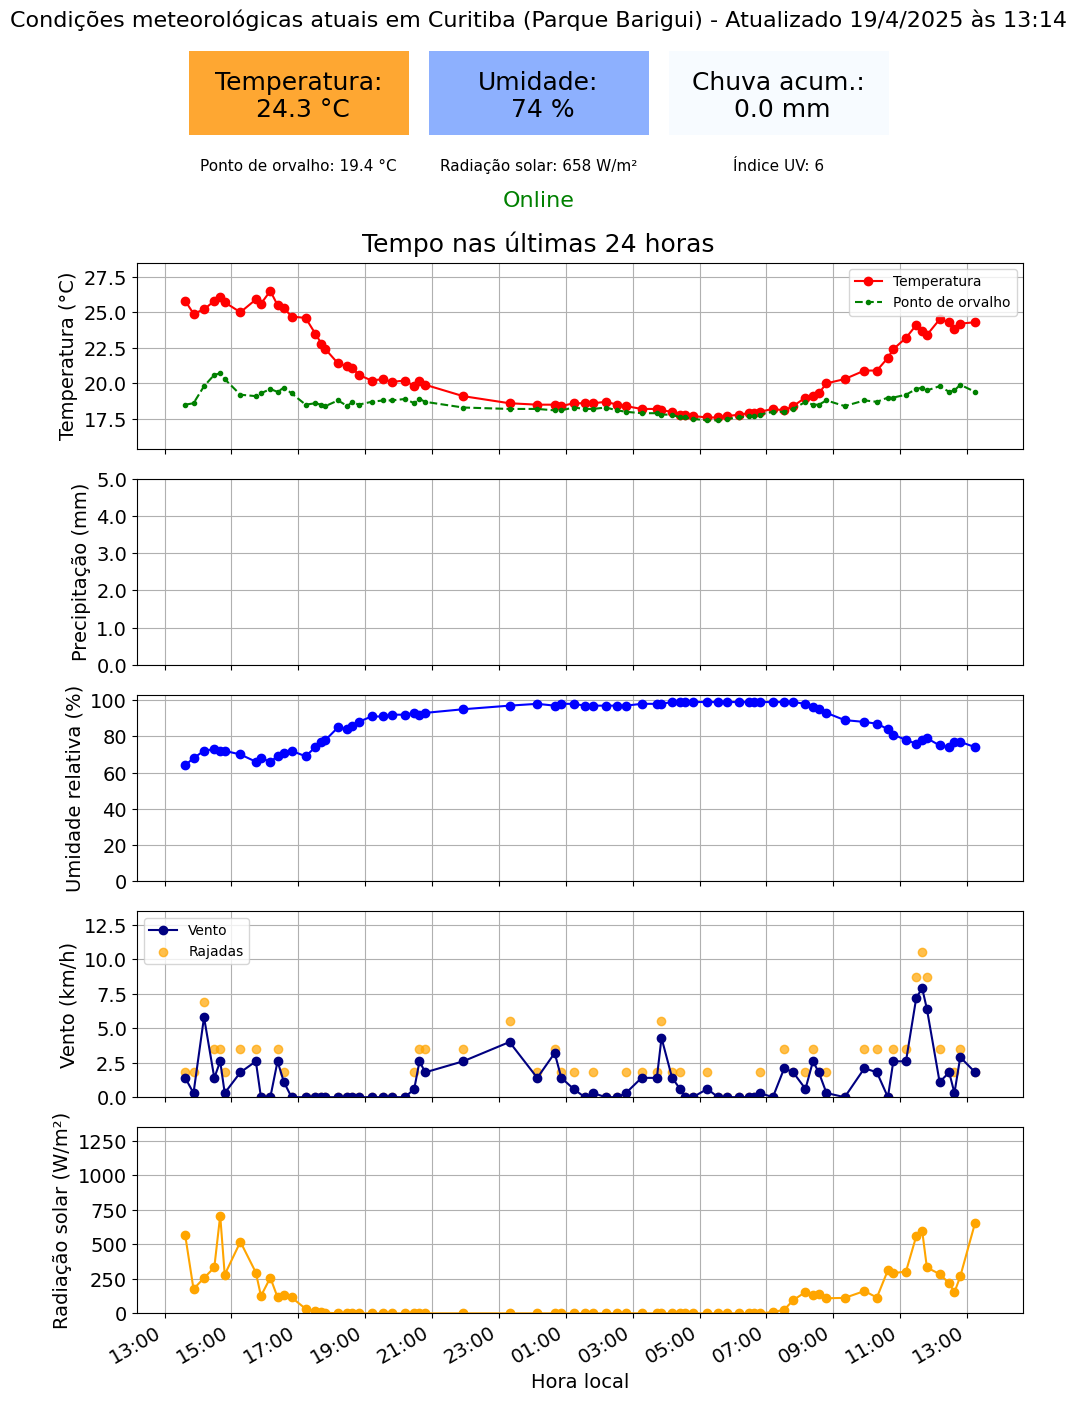 Condições meteorológicas atuais em Curitiba (Parque Barigui) - Atualizado 19/4/2025 às 13:14
Temperatura:
24.3 °C
Umidade:
74 %
Chuva acum.:
0.0 mm
Ponto de orvalho: 19.4 °C
Radiação solar: 658 W/m²
Índice UV: 6
Online
Tempo nas últimas 24 horas
Temperatura (°C)
27.5
25.0
22.5
20.0
17.5
Temperatura
Ponto de orvalho
Precipitação (mm)
5.0
4.0
3.0
2.0
1.0
0.0
Umidade relativa (%)
100
80
60
40
20
0
Vento (km/h)
12.5
10.0
7.5
5.0
2.5
0.0
Vento
Rajadas
Radiação solar (W/m²)
1250
1000
750
500
250
0
13:00
15:00
17:00
19:00
21:00
23:00
01:00
03:00
05:00
07:00
09:00
11:00
13:00
Hora local